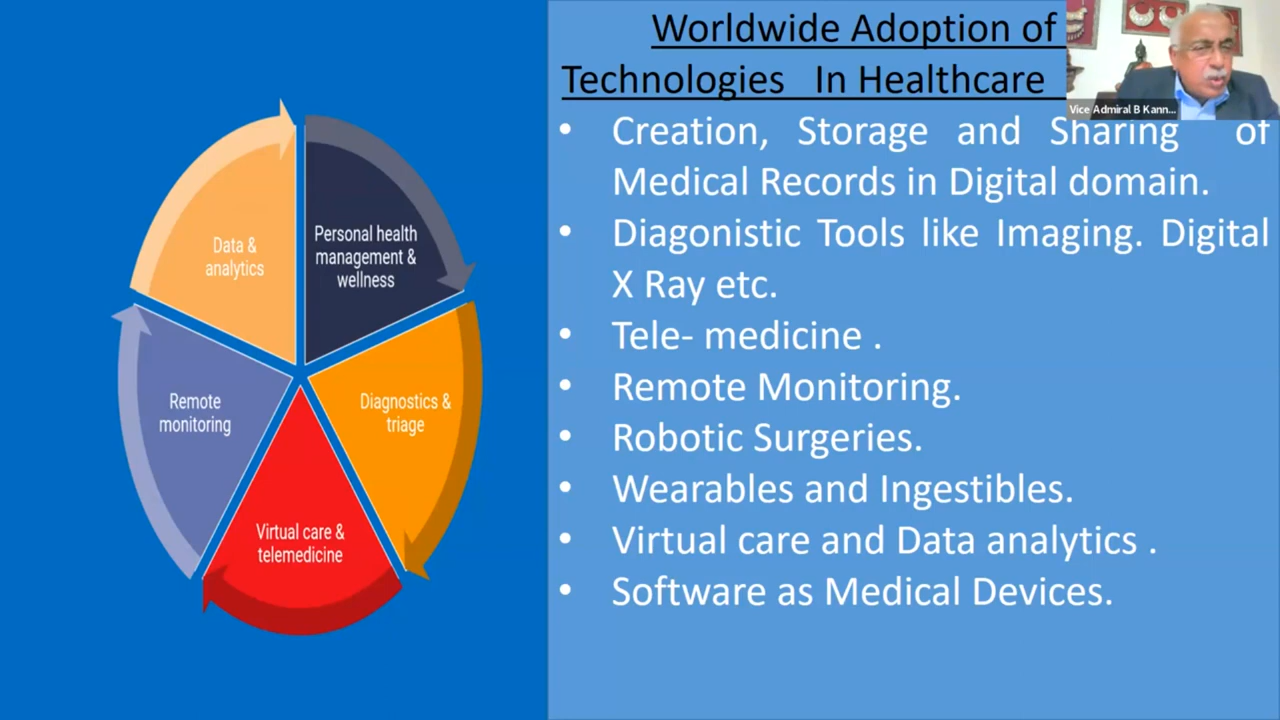 Worldwide Adoption of
Technologies In Healthcare
Vice Admiral B Kann...
• Creation, Storage and Sharing of
Medical Records in Digital domain.
• Diagonistic Tools like Imaging. Digital
X Ray etc.
• Tele- medicine .
• Remote Monitoring.
• Robotic Surgeries.
• Wearables and Ingestibles.
• Virtual care and Data analytics .
• Software as Medical Devices.
Data &
analytics
Personal health
management &
wellness
Remote
monitoring
Diagnostics &
triage
Virtual care &
telemedicine